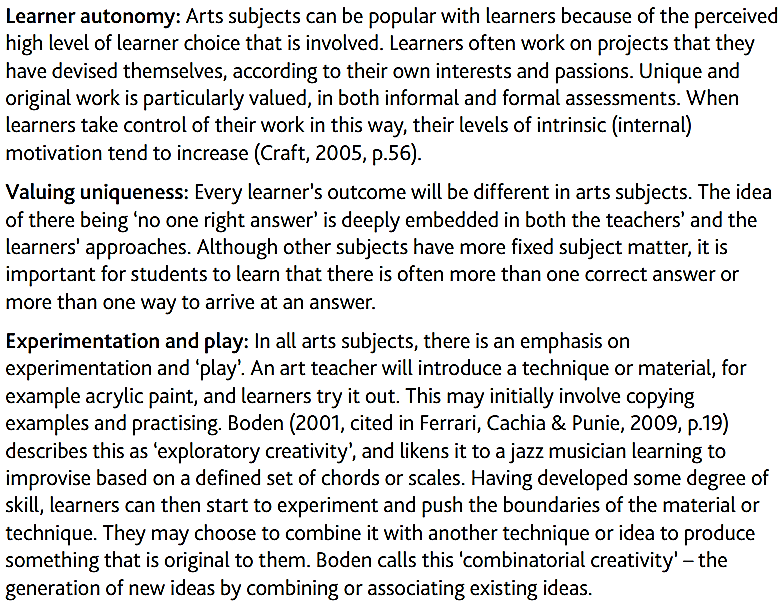 Learner autonomy: Arts subjects can be popular with learners because of the perceived
high level of learner choice that is involved. Learners often work on projects that they
have devised themselves, according to their own interests and passions. Unique and
original work is particularly valued, in both informal and formal assessments. When
learners take control of their work in this way, their levels of intrinsic (internal)
motivation tend to increase (Craft, 2005, p.56).
Valuing uniqueness: Every learner's outcome will be different in arts subjects. The idea
of there being ‘no one right answer’ is deeply embedded in both the teachers’ and the
learners' approaches. Although other subjects have more fixed subject matter, it is
important for students to learn that there is often more than one correct answer or
more than one way to arrive at an answer.
Experimentation and play: In all arts subjects, there is an emphasis on
experimentation and ‘play’. An art teacher will introduce a technique or material, for
example acrylic paint, and learners try it out. This may initially involve copying
examples and practising. Boden (2001, cited in Ferrari, Cachia & Punie, 2009, p.19)
describes this as ‘exploratory creativity’, and likens it to a jazz musician learning to
improvise based on a defined set of chords or scales. Having developed some degree of
skill, learners can then start to experiment and push the boundaries of the material or
technique. They may choose to combine it with another technique or idea to produce
something that is original to them. Boden calls this 'combinatorial creativity' – the
generation of new ideas by combining or associating existing ideas.